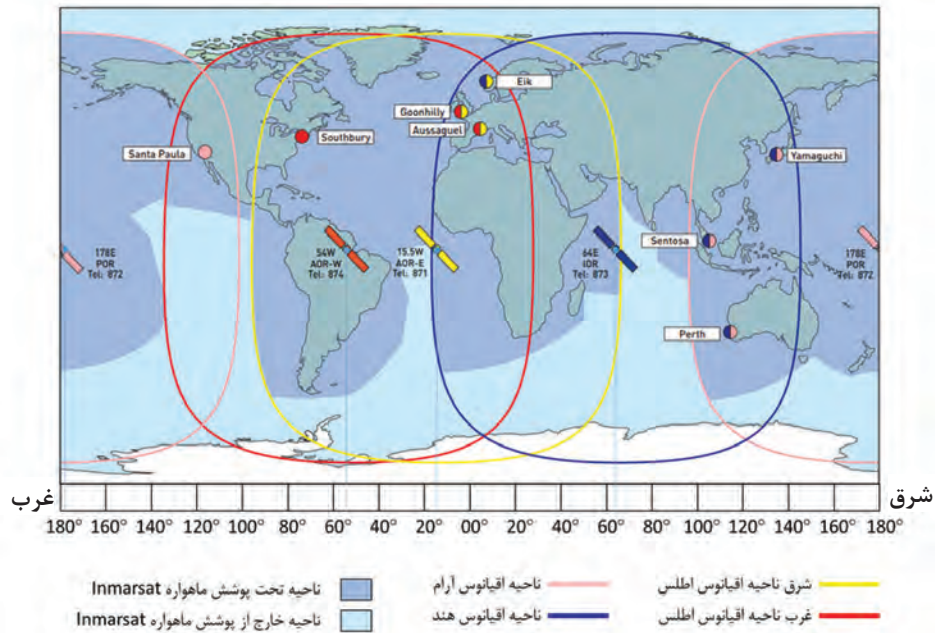 Eik
Goonhilly
Aussaguel
Southbury
Santa Paula
Yamaguchi
Sentosa
178E
POR
Tel: 872
54W
AOR-W
Tel: 874
15.5W
AOR-E
Tel: 871
64E
IOR
Tel: 873
178E
POR
Tel: 872
Perth
غرب
شرق
180° 160° 140° 120° 100° 80° 60° 40° 20° 00° 20° 40° 60° 80° 100° 120° 140° 160° 180°
شرق ناحیه اقیانوس اطلس
ناحیه اقیانوس آرام
ناحیه تحت پوشش ماهواره Inmarsat
غرب ناحیه اقیانوس اطلس
ناحیه اقیانوس هند
ناحیه خارج از پوشش مأهواره Inmarsat